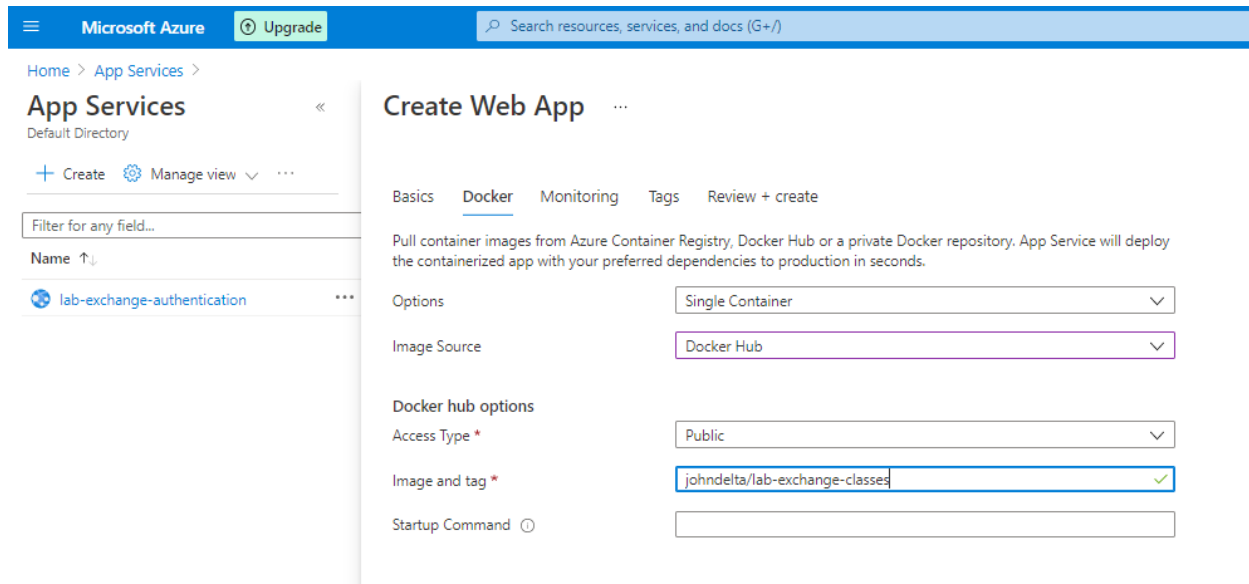 Microsoft Azure
Upgrade
Search resources, services, and docs (G+/)
Home > App Services >
App Services
«
Default Directory
+ Create
Manage view
...
Filter for any field...
Name ↑↓
lab-exchange-authentication
...
Create Web App
...
Basics Docker Monitoring Tags Review + create
Pull container images from Azure Container Registry, Docker Hub or a private Docker repository. App Service will deploy
the containerized app with your preferred dependencies to production in seconds.
Options
Single Container
Image Source
Docker Hub
Docker hub options
Access Type *
Public
Image and tag *
johndelta/lab-exchange-classes
Startup Command